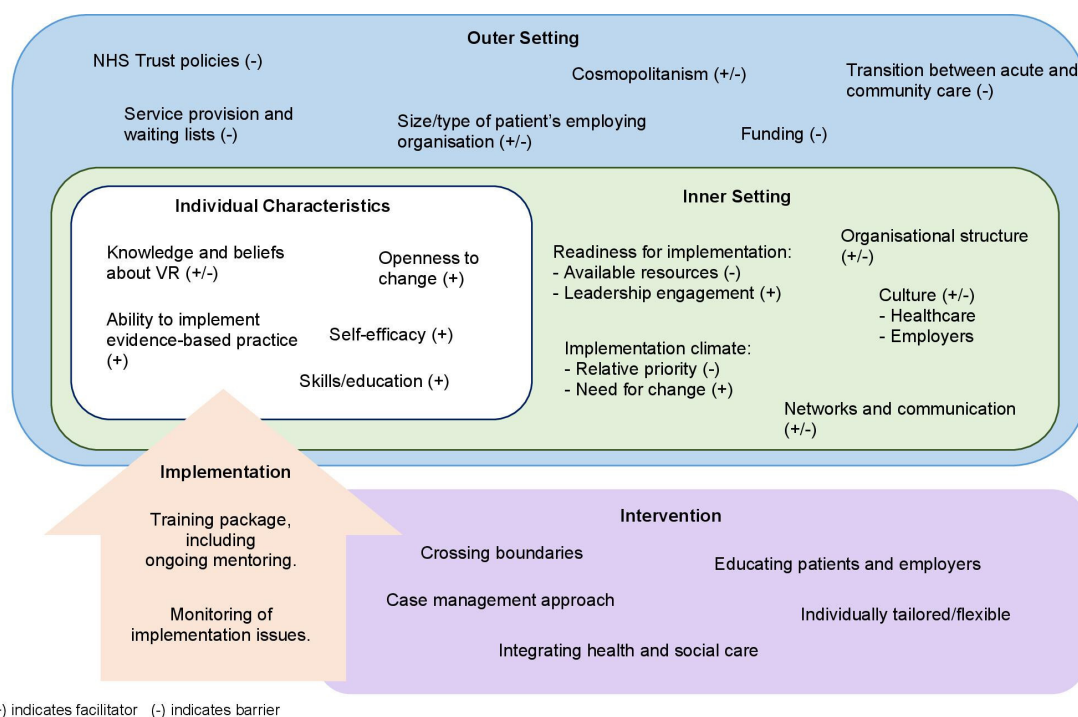 Outer Setting
NHS Trust policies (-)
Cosmopolitanism (+/-)
Transition between acute and
community care (-)
Service provision and
waiting lists (-)
Size/type of patient's employing
organisation (+/-)
Funding (-)
Individual Characteristics
Knowledge and beliefs
about VR (+/-)
Openness to
change (+)
Ability to implement
evidence-based practice
(+)
Self-efficacy (+)
Skills/education (+)
Inner Setting
Readiness for implementation:
- Available resources (-)
- Leadership engagement (+)
Organisational structure
(+/-)
Culture (+/-)
- Healthcare
- Employers
Implementation climate:
- Relative priority (-)
- Need for change (+)
Networks and communication
(+/-)
Implementation
Training package,
including
ongoing mentoring.
Monitoring of
implementation issues.
Intervention
Crossing boundaries
Educating patients and employers
Case management approach
Individually tailored/flexible
Integrating health and social care
) indicates facilitator (-) indicates barrier